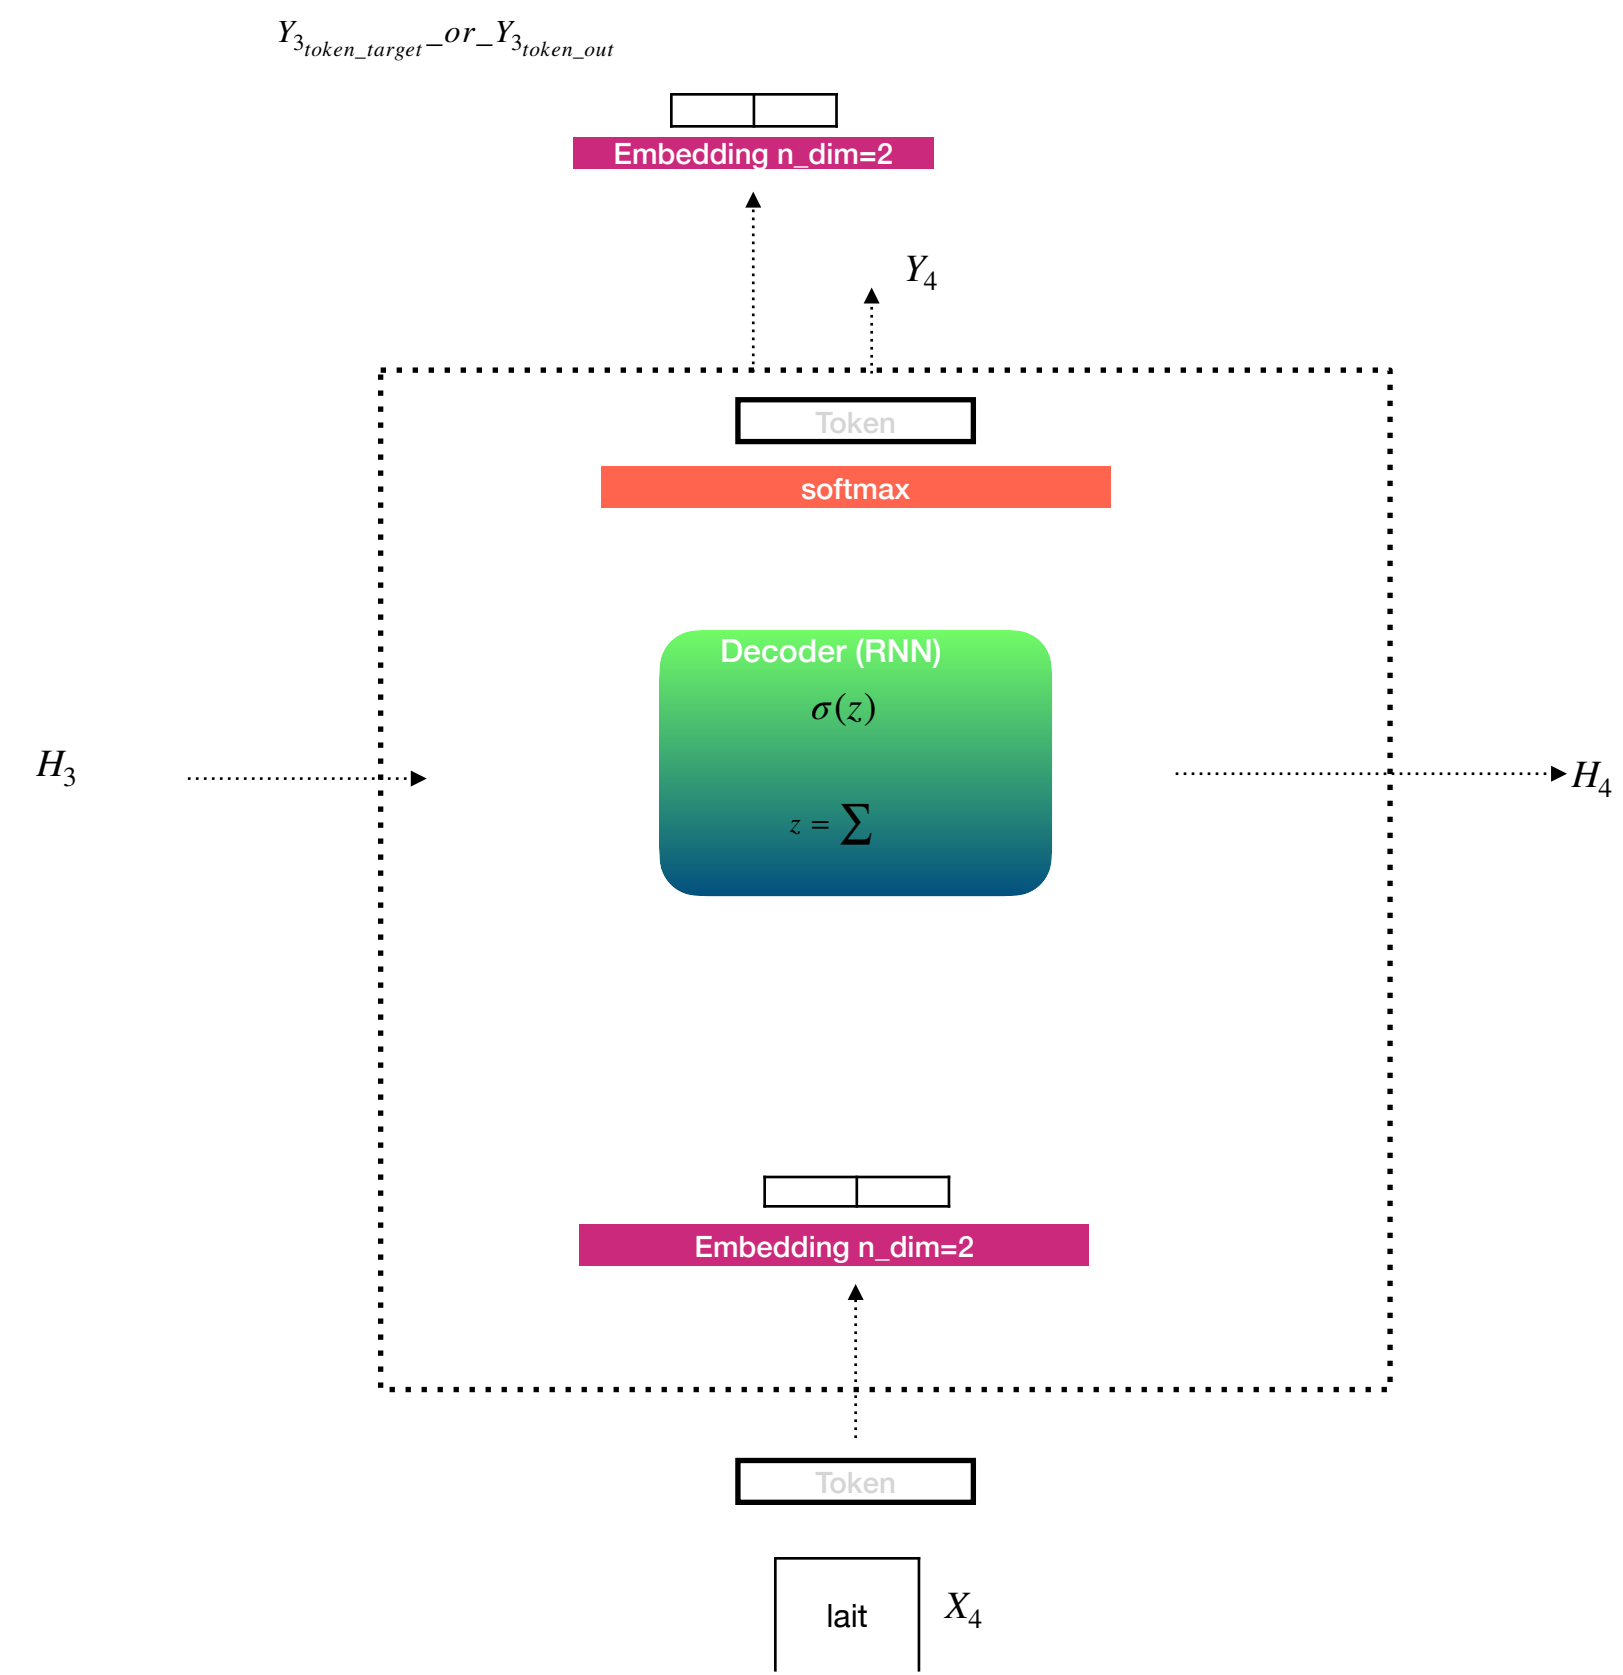 Y₃ₜₒₖₑₙ_ₜₐᵣ𝓰ₑₜ_or_Y₃ₜₒₖₑₙ_ₒᵤₜ
Embedding n_dim=2
Y₄
Token
softmax
Decoder (RNN)
σ(z)
H₃
H₄
z = ∑
Embedding n_dim=2
Token
lait
X₄